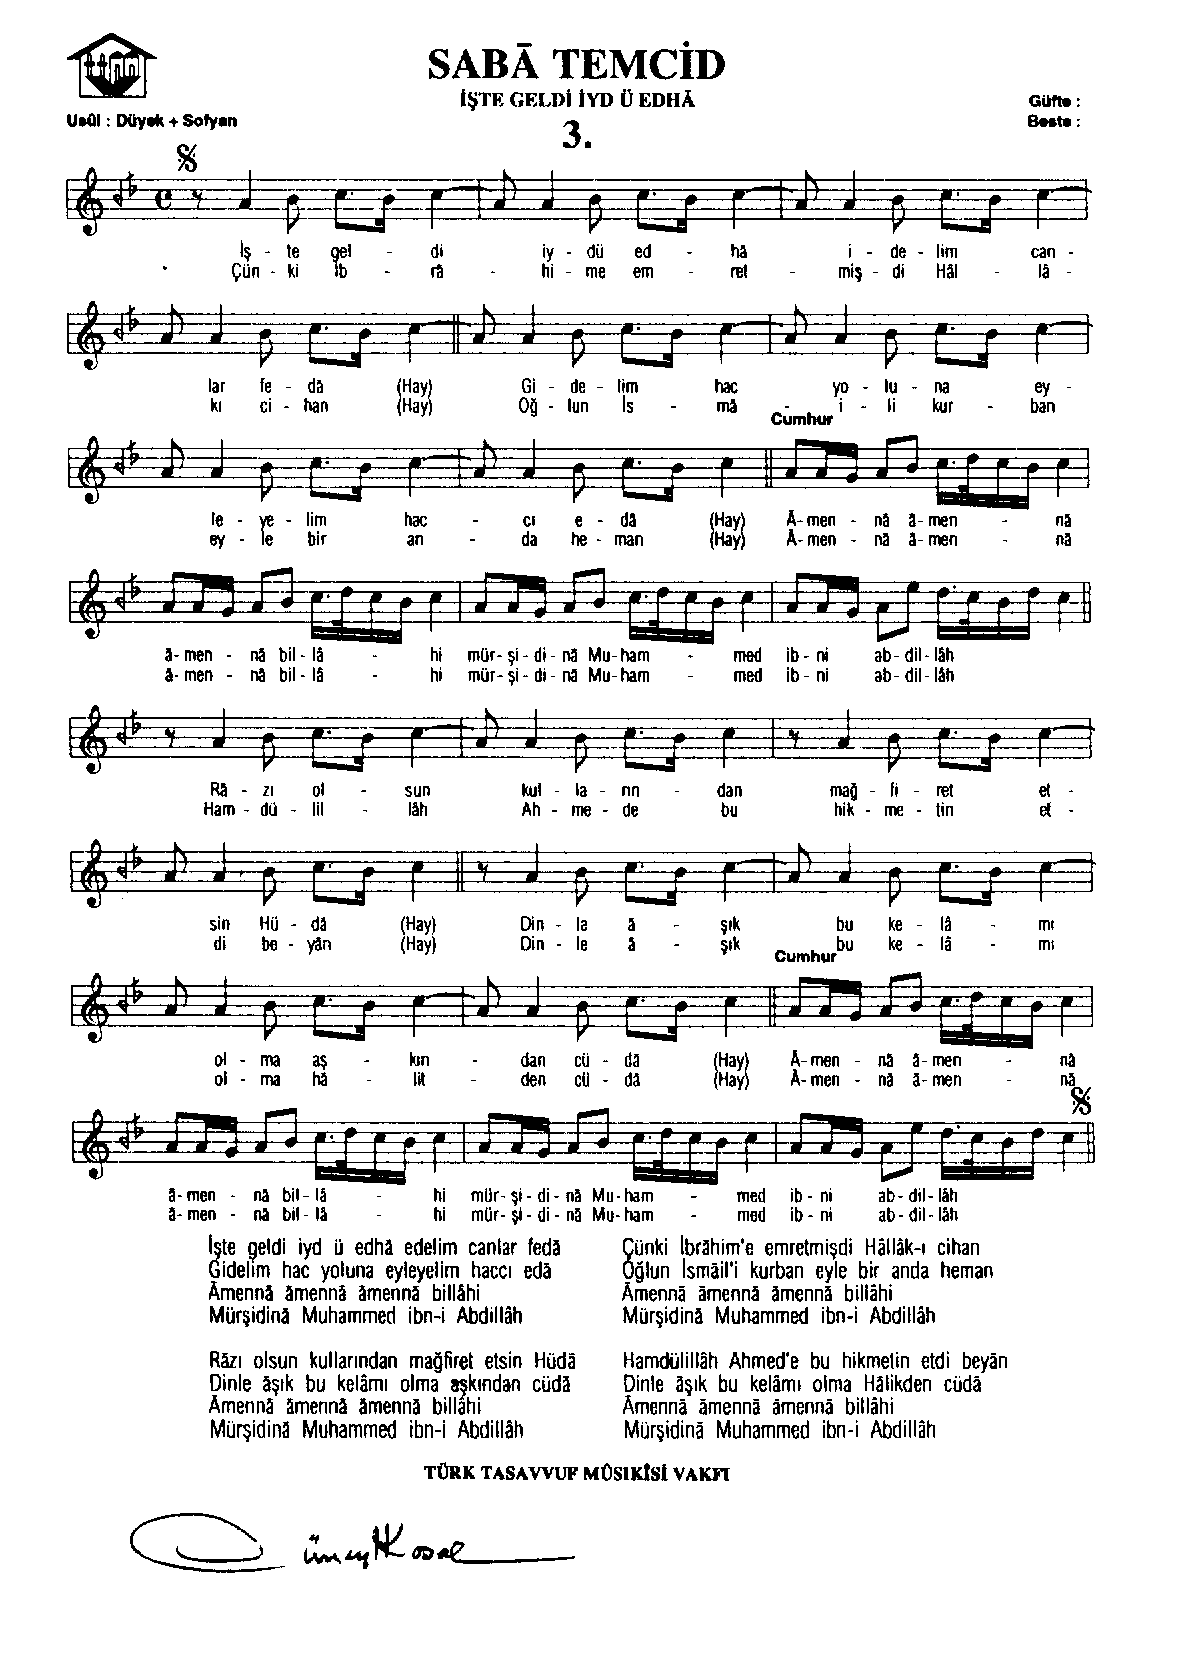 SABĀ TEMCİD
İŞTE GELDİ İYD Ü EDHĀ
Usûl : Düyek + Sofyan
Güfte :
Beste :
3.
İş - te gel - di iy - dü ed - hā i - de - lim can -
Çün - ki İb - rā - hi - me em - ret - miş - di Hāl - lā -
lar fe - dā (Hay) Gi - de - lim hac yo - lu - na ey -
kı ci - han (Hay) Oğ - lun İs - mā - i - li kur - ban
Cumhur
le - ye - lim hac - cı e - dā (Hay) Ā- men - nā ā- men - nā
ey - le bir an - da he - man (Hay) Ā- men - nā ā- men - nā
ā- men - nā bil - lā - hi mür- şi - di - nā Mu- ham - med ib - ni ab- dil - lāh
ā- men - nā bil - lā - hi mür- şi - di - nā Mu- ham - med ib - ni ab- dil - lāh
Rā - zı ol - sun kul - la - rın - dan mağ - fi - ret et -
Ham - dü - lil - lāh Ah - me - de bu hik - me - tin et -
sin Hü - dā (Hay) Din - la ā - şık bu ke - lâ - mı
di be - yān (Hay) Din - le ā - şık bu ke - lâ - mı
Cumhur
ol - ma aş - kın - dan cü - dā (Hay) Ā- men - nā ā- men - nā
ol - ma hā - lit - den cü - dā (Hay) Ā- men - nā ā- men - nā
ā- men - nā bil - lā - hi mür- şi - di - nā Mu- ham - med ib - ni ab- dil - lāh
ā- men - nā bil - lā - hi mür- şi - di - nā Mu- ham - med ib - ni ab- dil - lāh
İşte geldi iyd ü edhā edelim canlar fedā
Gidelim hac yoluna eyleyelim haccı edā
Āmennā āmennā āmennā billâhi
Mürşidinā Muhammed ibn-i Abdillâh
Çünki İbrāhim'e emretmişdi Hāllâk-ı cihan
Oğlun İsmāil'i kurban eyle bir anda heman
Āmennā āmennā āmennā billâhi
Mürşidinā Muhammed ibn-i Abdillâh
Rāzı olsun kullarından mağfiret etsin Hüdā
Dinle āşık bu kelâmı olma aşkından cüdā
Āmennā āmennā āmennā billâhi
Mürşidinā Muhammed ibn-i Abdillâh
Hamdülillâh Ahmed'e bu hikmetin etdi beyān
Dinle āşık bu kelâmı olma Hālikden cüdā
Āmennā āmennā āmennā billâhi
Mürşidinā Muhammed ibn-i Abdillâh
TÜRK TASAVVUF MÛSIKÎSİ VAKFI